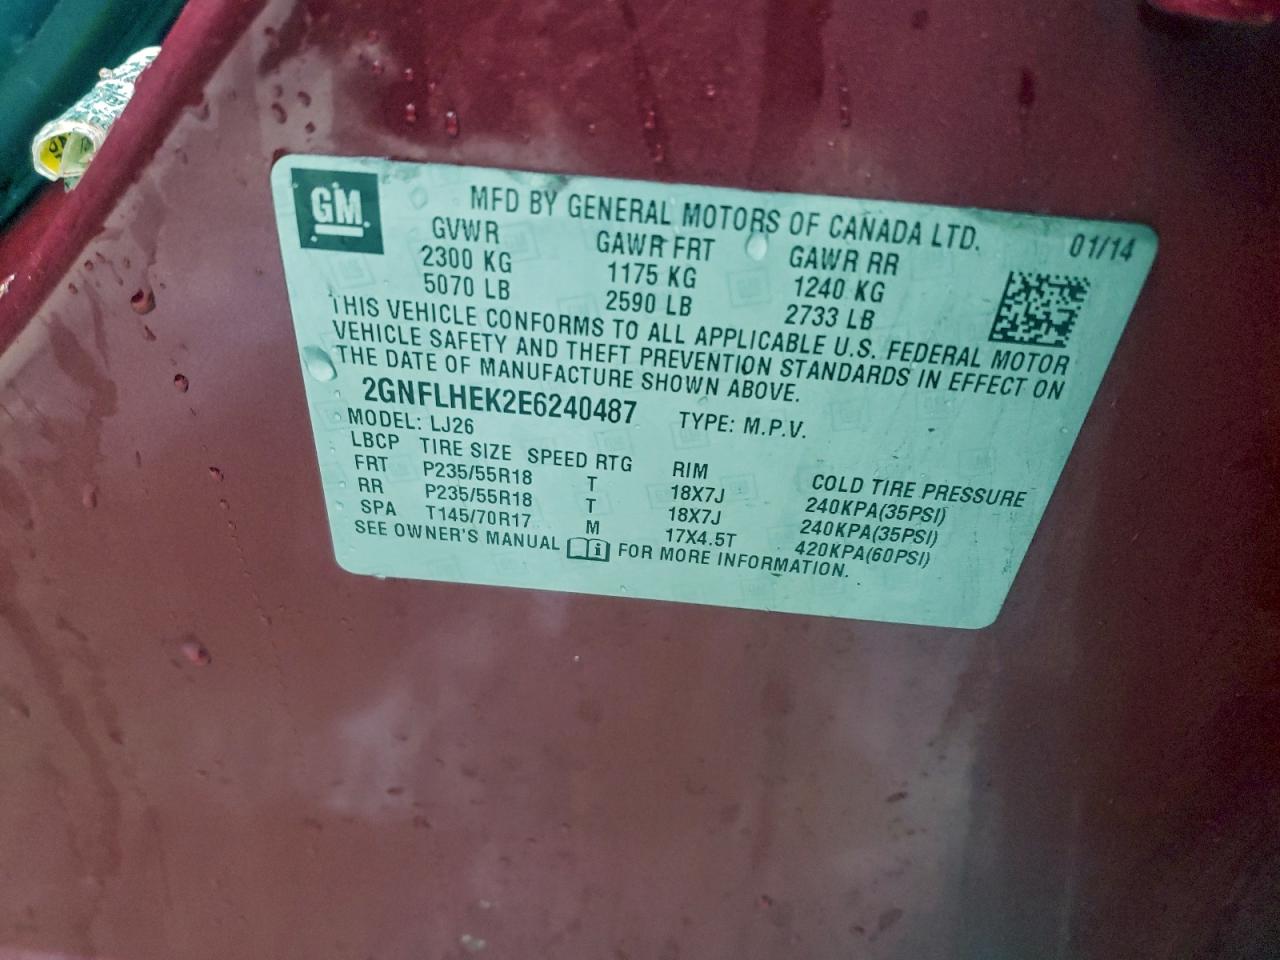 GM
MFD BY GENERAL MOTORS OF CANADA LTD.
01/14
GVWR GAWR FRT GAWR RR
2300 KG 1175 KG 1240 KG
5070 LB 2590 LB 2733 LB
THIS VEHICLE CONFORMS TO ALL APPLICABLE U.S. FEDERAL MOTOR
VEHICLE SAFETY AND THEFT PREVENTION STANDARDS IN EFFECT ON
THE DATE OF MANUFACTURE SHOWN ABOVE.
2GNFLHEK2E6240487 TYPE: M.P.V.
MODEL: LJ26
LBCP TIRE SIZE SPEED RTG RIM COLD TIRE PRESSURE
FRT P235/55R18 T 18X7J 240KPA(35PSI)
RR P235/55R18 T 18X7J 240KPA(35PSI)
SPA T145/70R17 M 17X4.5T 420KPA(60PSI)
SEE OWNER'S MANUAL i FOR MORE INFORMATION.